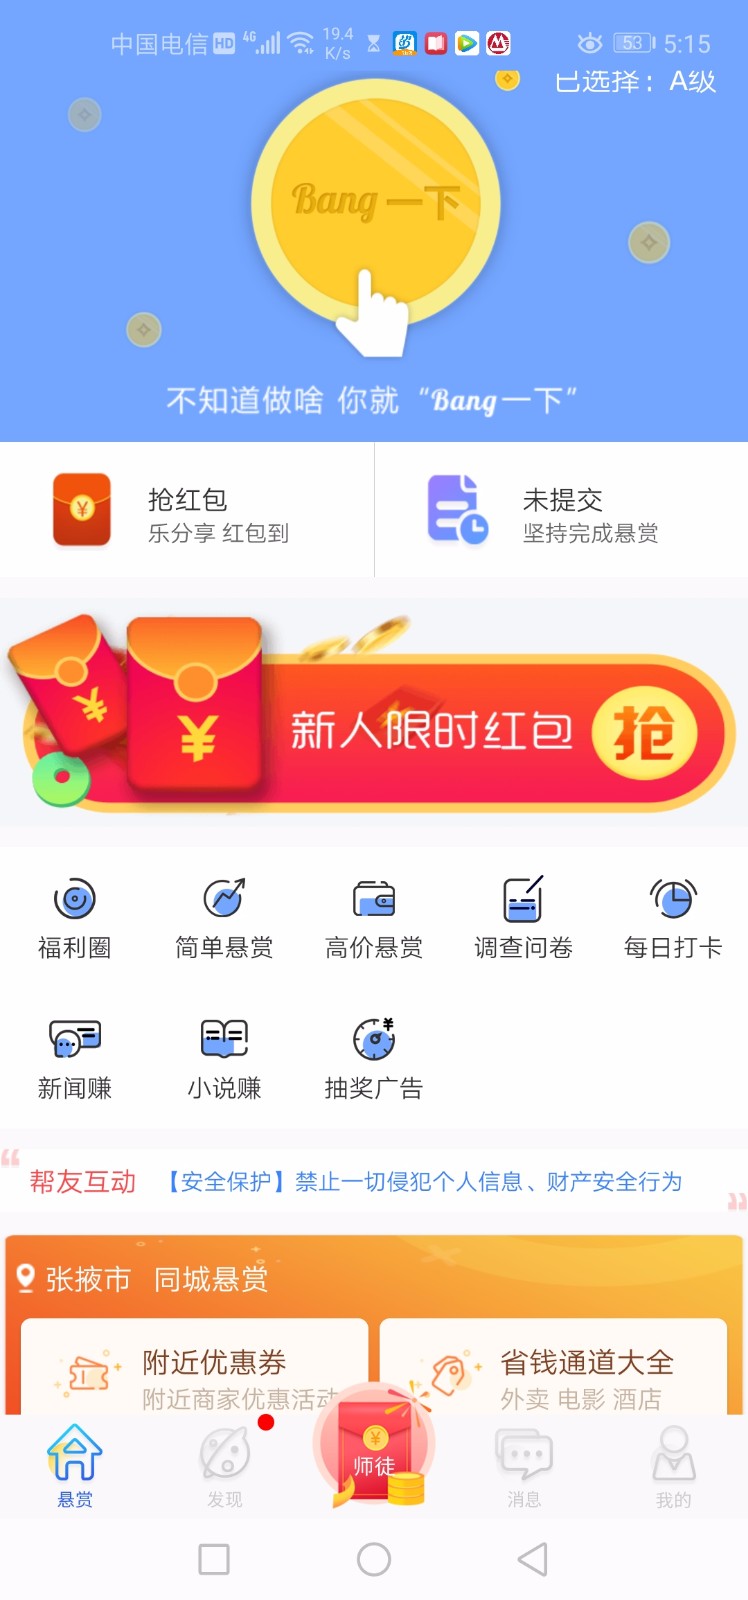 中国电信 HD 4G 19.4 K/s 53 5:15
已选择：A级
Bang一下
不知道做啥 你就 “Bang一下”
抢红包 未提交
乐分享 红包到 坚持完成悬赏
新人限时红包 抢
福利圈 简单悬赏 高价悬赏 调查问卷 每日打卡
新闻赚 小说赚 抽奖广告
帮友互动 【安全保护】禁止一切侵犯个人信息、财产安全行为
张掖市 同城悬赏
附近优惠券 省钱通道大全
附近商家优惠活动 外卖 电影 酒店
师徒
悬赏 发现 消息 我的